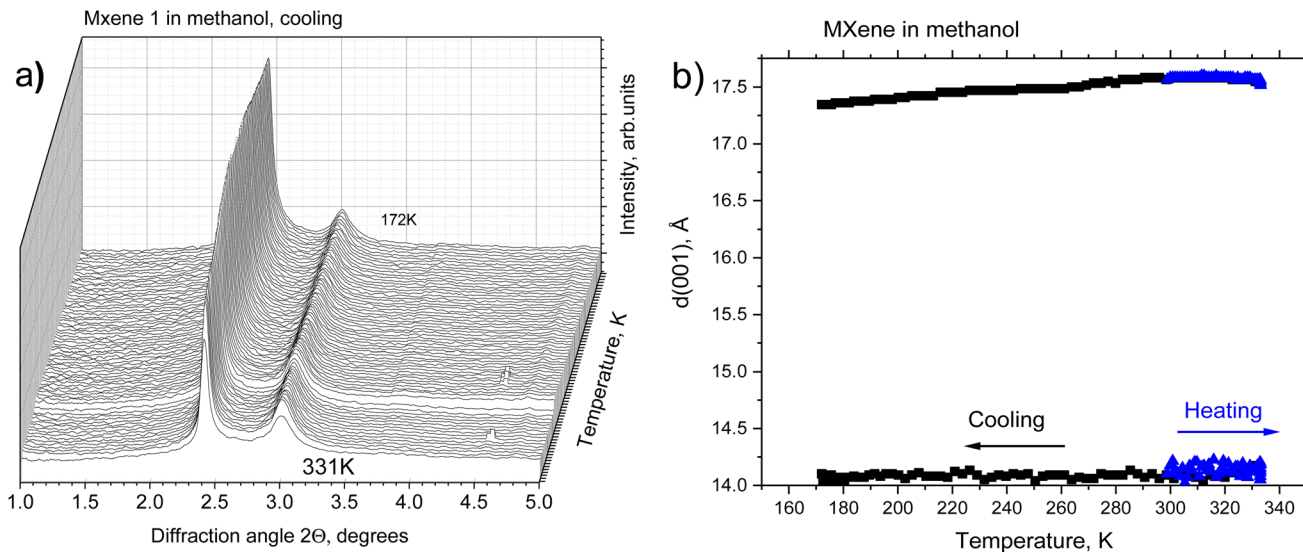 Mxene 1 in methanol, cooling
a)
172K
331K
1.0 1.5 2.0 2.5 3.0 3.5 4.0 4.5 5.0
Diffraction angle 2Θ, degrees
Intensity, arb.units
Temperature, K
MXene in methanol
b)
17.5
17.0
16.5
16.0
15.5
15.0
14.5
14.0
d(001), Å
Cooling
Heating
160 180 200 220 240 260 280 300 320 340
Temperature, K